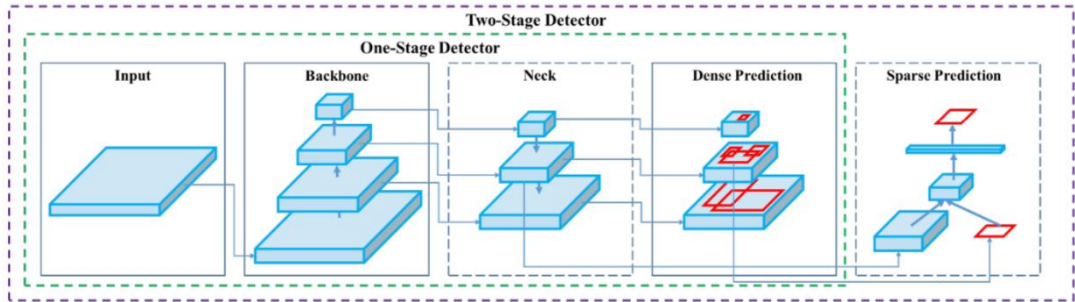 Two-Stage Detector
One-Stage Detector
Input
Backbone
Neck
Dense Prediction
Sparse Prediction